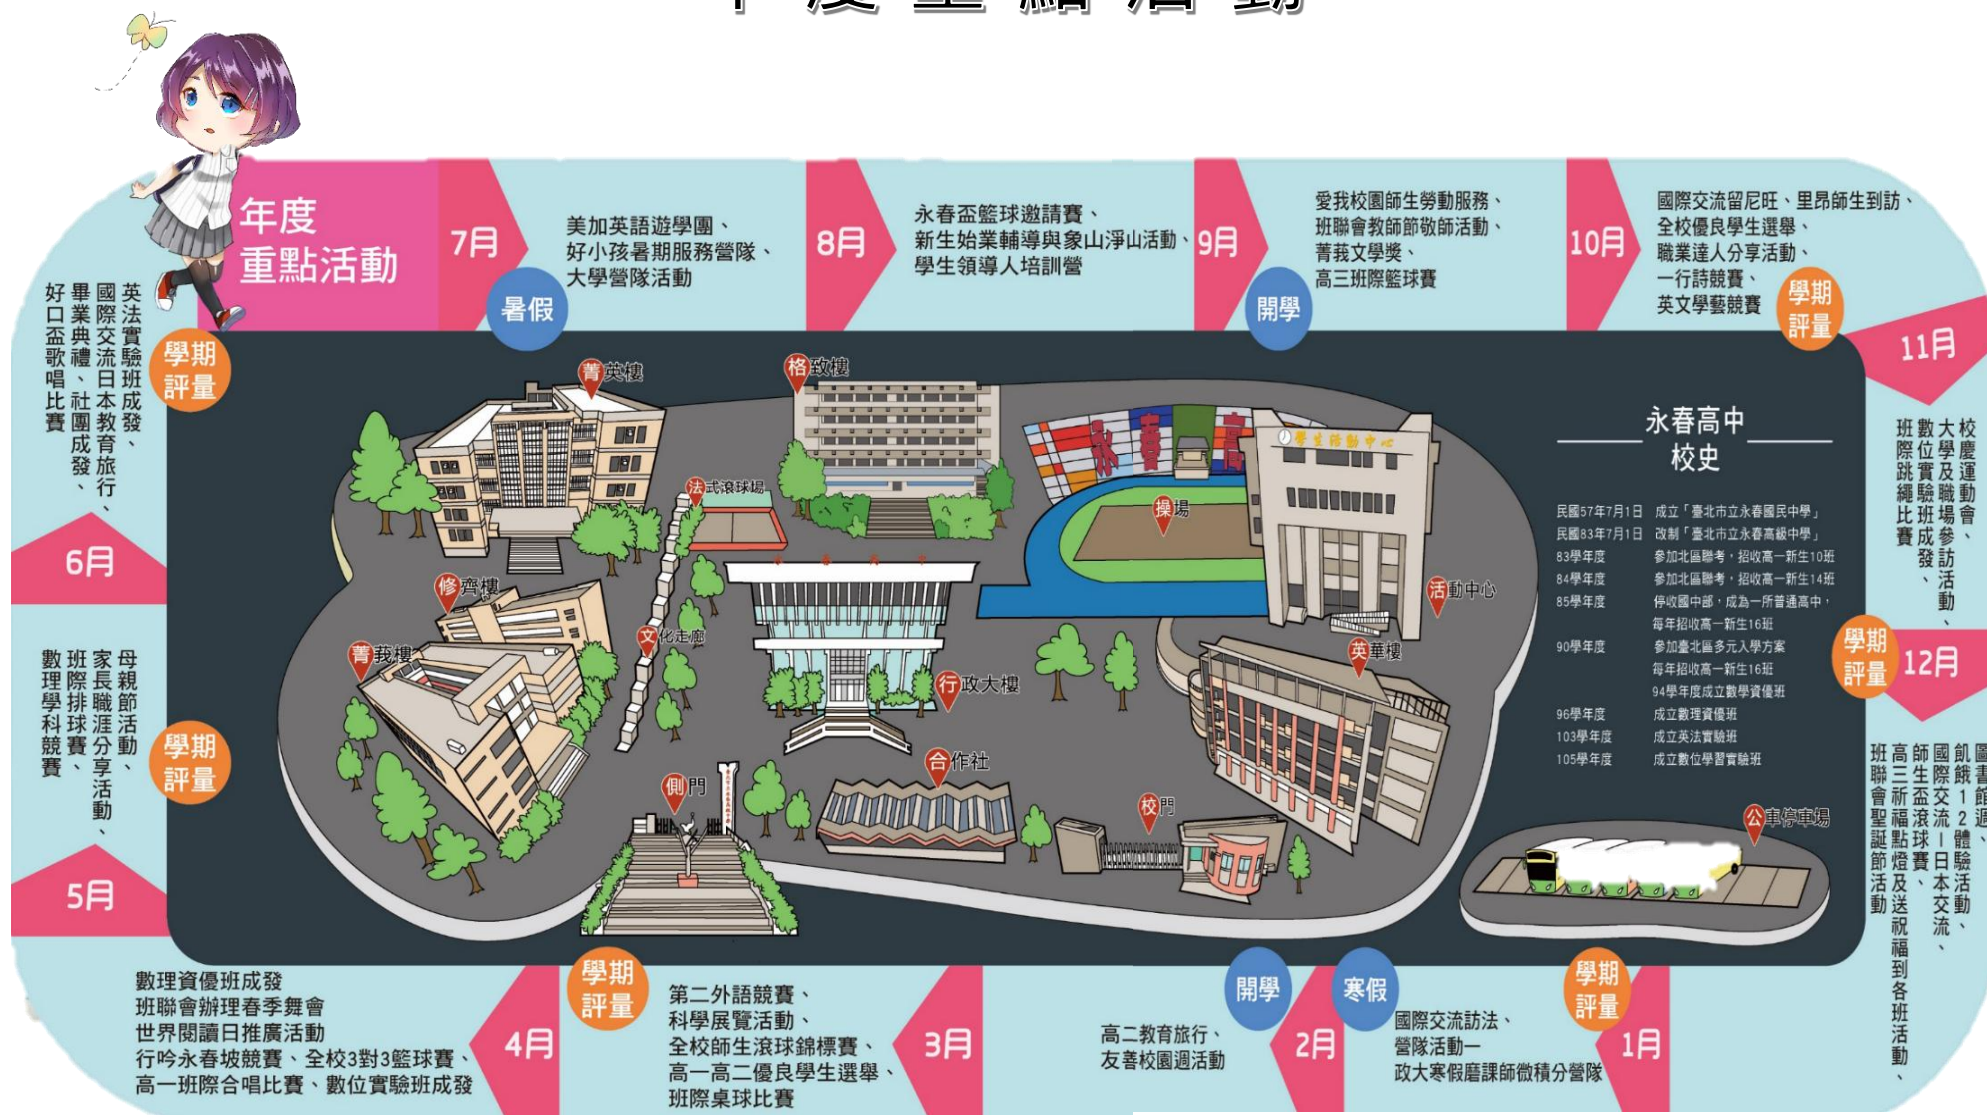 年度重點活動
年度
重點活動
7月
美加英語遊學團、
好小孩暑期服務營隊、
大學營隊活動
暑假
8月
永春盃籃球邀請賽、
新生始業輔導與象山淨山活動、
學生領導人培訓營
9月
愛我校園師生勞動服務、
班聯會教師節敬師活動、
菁莪文學獎、
高三班際籃球賽
開學
10月
國際交流留尼旺、里昂師生到訪、
全校優良學生選舉、
職業達人分享活動、
一行詩競賽、
英文學藝競賽
學期
評量
11月
校慶運動會、
大學及職場參訪活動、
數位實驗班成發、
班際跳繩比賽
學期
評量
12月
圖書館週、
飢餓12體驗活動、
國際交流－日本交流、
師生盃滾球賽、
高三祈福點燈及送祝福到各班活動、
班聯會聖誕節活動
學期
評量
1月
國際交流訪法、
營隊活動一
政大寒假磨課師微積分營隊
寒假
2月
開學
高二教育旅行、
友善校園週活動
3月
第二外語競賽、
科學展覽活動、
全校師生滾球錦標賽、
高一高二優良學生選舉、
班際桌球比賽
學期
評量
4月
數理資優班成發
班聯會辦理春季舞會
世界閱讀日推廣活動
行吟永春坡競賽、全校3對3籃球賽、
高一班際合唱比賽、數位實驗班成發
5月
母親節活動、
家長職涯分享活動、
班際排球賽、
數理學科競賽
學期
評量
6月
英法實驗班成發、
國際交流日本教育旅行、
畢業典禮、社團成發、
好口盃歌唱比賽
學期
評量
菁英樓
格致樓
法式滾球場
永春高
學生活動中心
操場
活動中心
修齊樓
菁莪樓
文化走廊
永春高中
行政大樓
英華樓
合作社
側門
校門
公車停車場
永春高中
校史
民國57年7月1日 成立「臺北市立永春國民中學」
民國83年7月1日 改制「臺北市立永春高級中學」
83學年度 參加北區聯考，招收高一新生10班
84學年度 參加北區聯考，招收高一新生14班
85學年度 停收國中部，成為一所普通高中，
每年招收高一新生16班
90學年度 參加臺北區多元入學方案
每年招收高一新生16班
94學年度成立數學資優班
96學年度 成立數理資優班
103學年度 成立英法實驗班
105學年度 成立數位學習實驗班